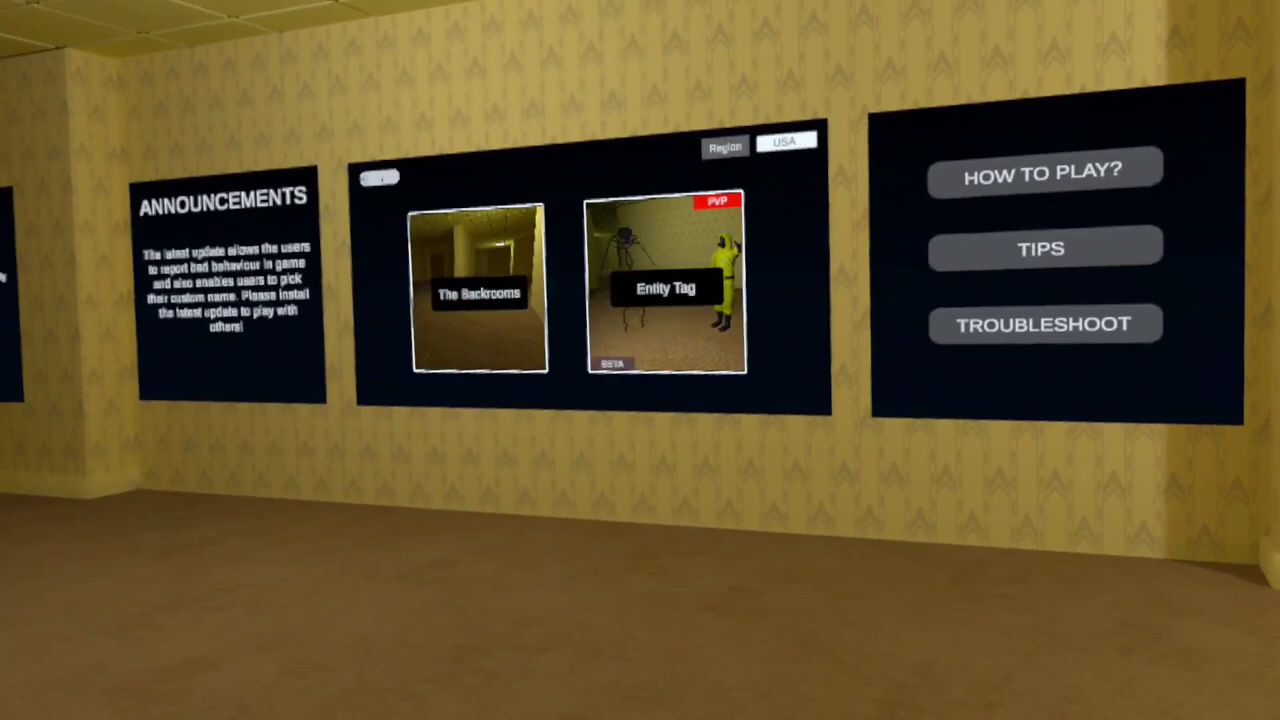 ANNOUNCEMENTS
The latest update allows the users
to report bad behaviour in game
and also enables users to pick
their custom name. Please install
the latest update to play with
others!
Region
USA
The Backrooms
PVP
Entity Tag
BETA
HOW TO PLAY?
TIPS
TROUBLESHOOT